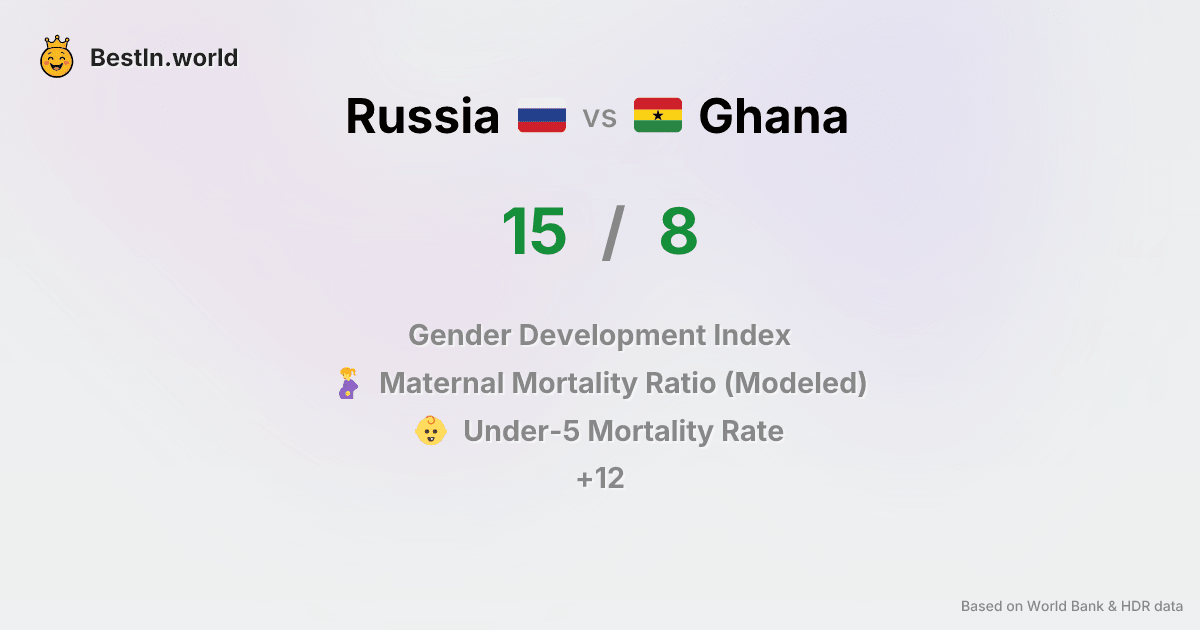 BestIn.world
Russia vs Ghana
15 / 8
Gender Development Index
Maternal Mortality Ratio (Modeled)
Under-5 Mortality Rate
+12
Based on World Bank & HDR data